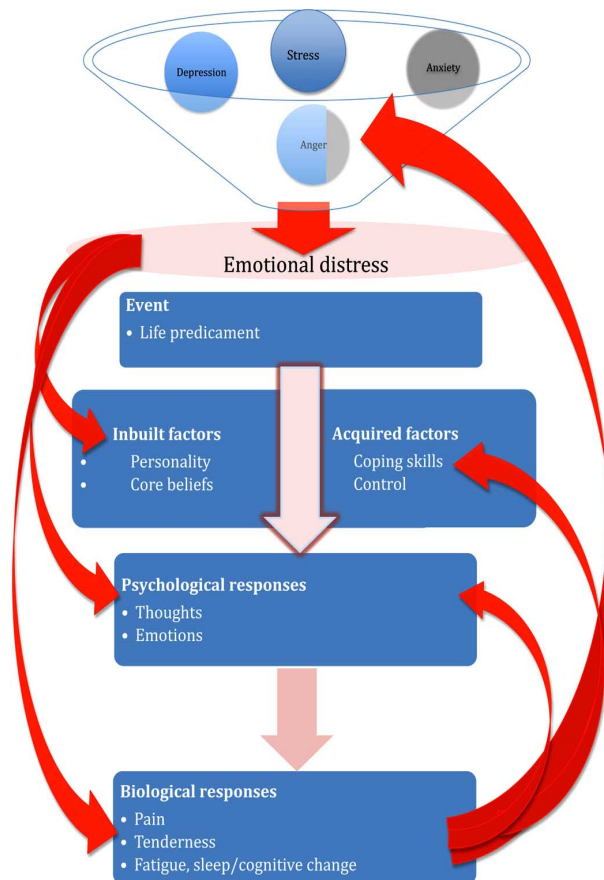 Stress
Depression
Anxiety
Anger
Emotional distress
Event
• Life predicament
Inbuilt factors
• Personality
• Core beliefs
Acquired factors
Coping skills
Control
Psychological responses
• Thoughts
• Emotions
Biological responses
• Pain
• Tenderness
• Fatigue, sleep/cognitive change